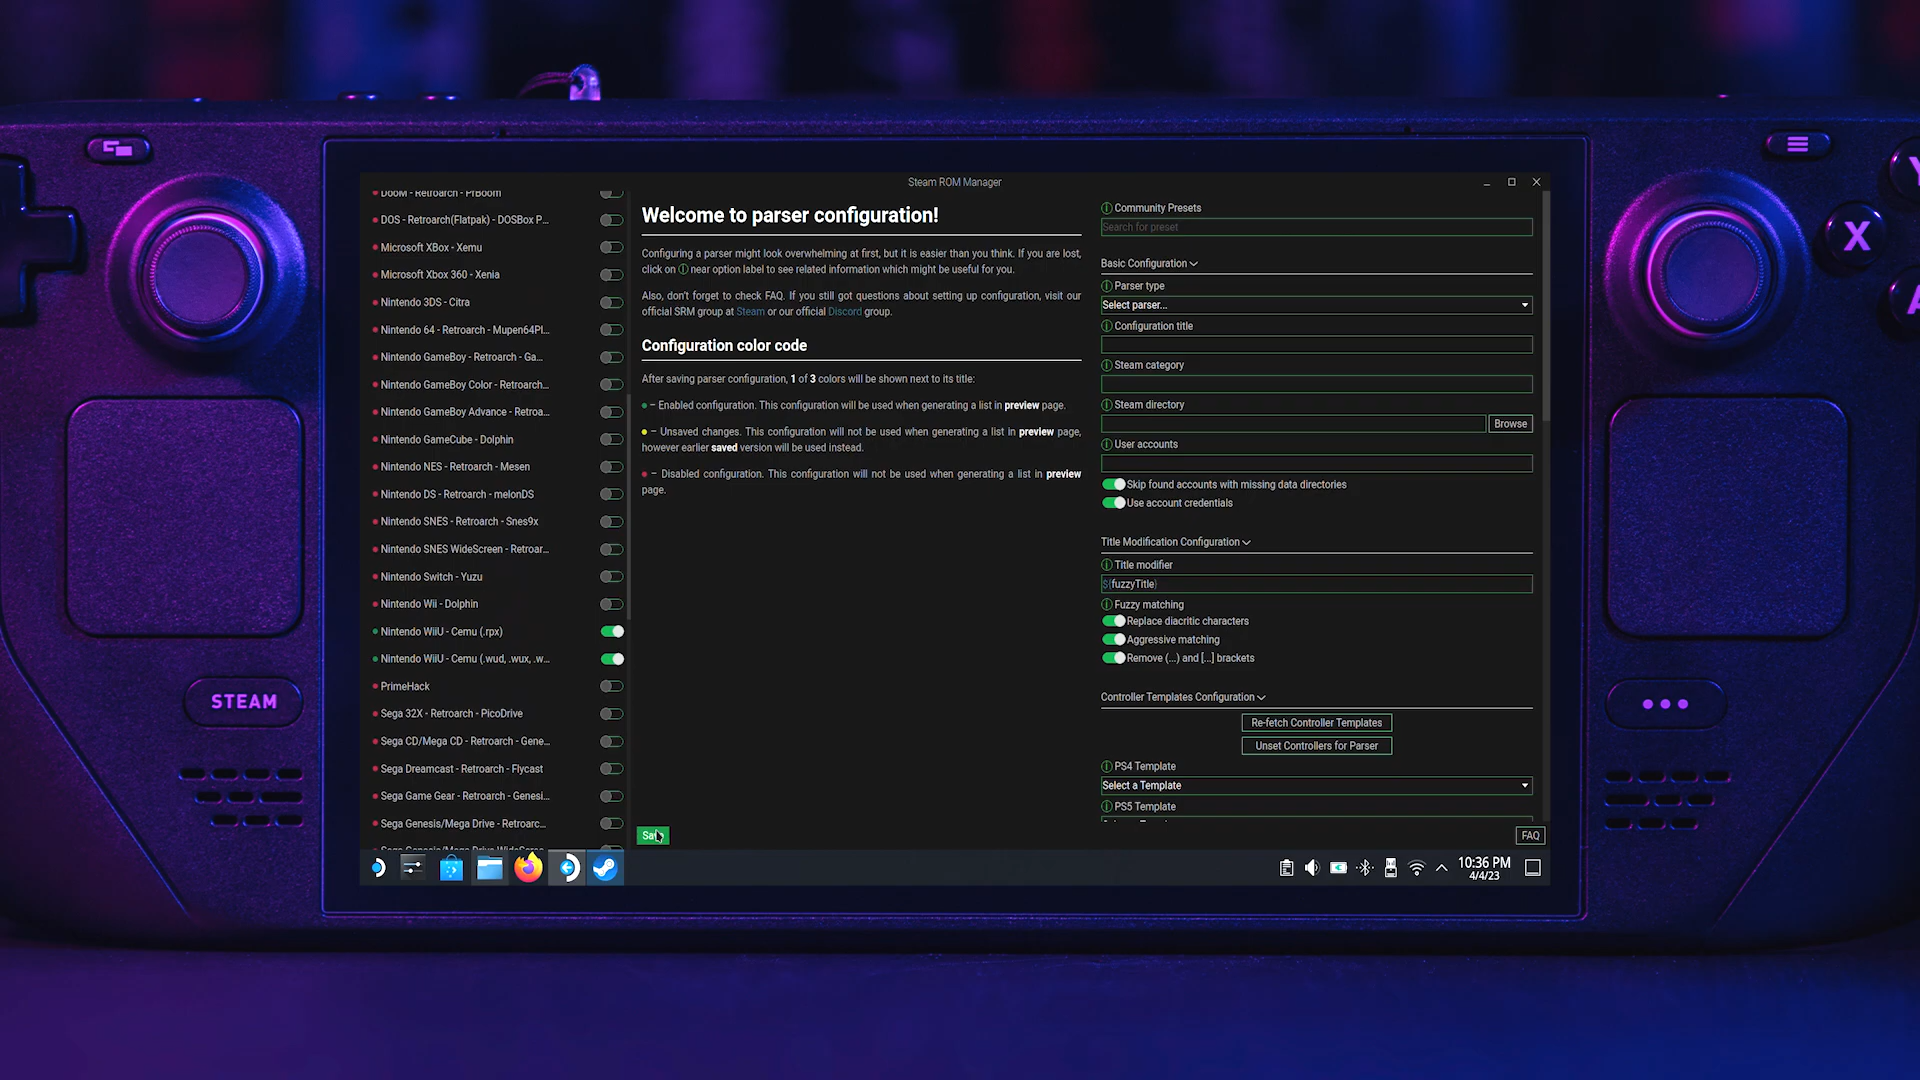 Steam ROM Manager
DooM - Retroarch - PrBoom
DOS - Retroarch(Flatpak) - DOSBox P...
Microsoft XBox - Xemu
Microsoft Xbox 360 - Xenia
Nintendo 3DS - Citra
Nintendo 64 - Retroarch - Mupen64Pl...
Nintendo GameBoy - Retroarch - Ga...
Nintendo GameBoy Color - Retroarch...
Nintendo GameBoy Advance - Retroa...
Nintendo GameCube - Dolphin
Nintendo NES - Retroarch - Mesen
Nintendo DS - Retroarch - melonDS
Nintendo SNES - Retroarch - Snes9x
Nintendo SNES WideScreen - Retroar...
Nintendo Switch - Yuzu
Nintendo Wii - Dolphin
Nintendo WiiU - Cemu (.rpx)
Nintendo WiiU - Cemu (.wud, .wux, .w...
PrimeHack
Sega 32X - Retroarch - PicoDrive
Sega CD/Mega CD - Retroarch - Gene...
Sega Dreamcast - Retroarch - Flycast
Sega Game Gear - Retroarch - Genesi...
Sega Genesis/Mega Drive - Retroarc...
Welcome to parser configuration!
Configuring a parser might look overwhelming at first, but it is easier than you think. If you are lost,
click on ⓘ near option label to see related information which might be useful for you.
Also, don't forget to check FAQ. If you still got questions about setting up configuration, visit our
official SRM group at Steam or our official Discord group.
Configuration color code
After saving parser configuration, 1 of 3 colors will be shown next to its title:
● – Enabled configuration. This configuration will be used when generating a list in preview page.
● – Unsaved changes. This configuration will not be used when generating a list in preview page,
however earlier saved version will be used instead.
● – Disabled configuration. This configuration will not be used when generating a list in preview
page.
Community Presets
Search for preset
Basic Configuration
Parser type
Select parser...
Configuration title
Steam category
Steam directory
Browse
User accounts
Skip found accounts with missing data directories
Use account credentials
Title Modification Configuration
Title modifier
${fuzzyTitle}
Fuzzy matching
Replace diacritic characters
Aggressive matching
Remove (...) and [...] brackets
Controller Templates Configuration
Re-fetch Controller Templates
Unset Controllers for Parser
PS4 Template
Select a Template
PS5 Template
FAQ
10:36 PM
4/4/23
STEAM
Y
X
A